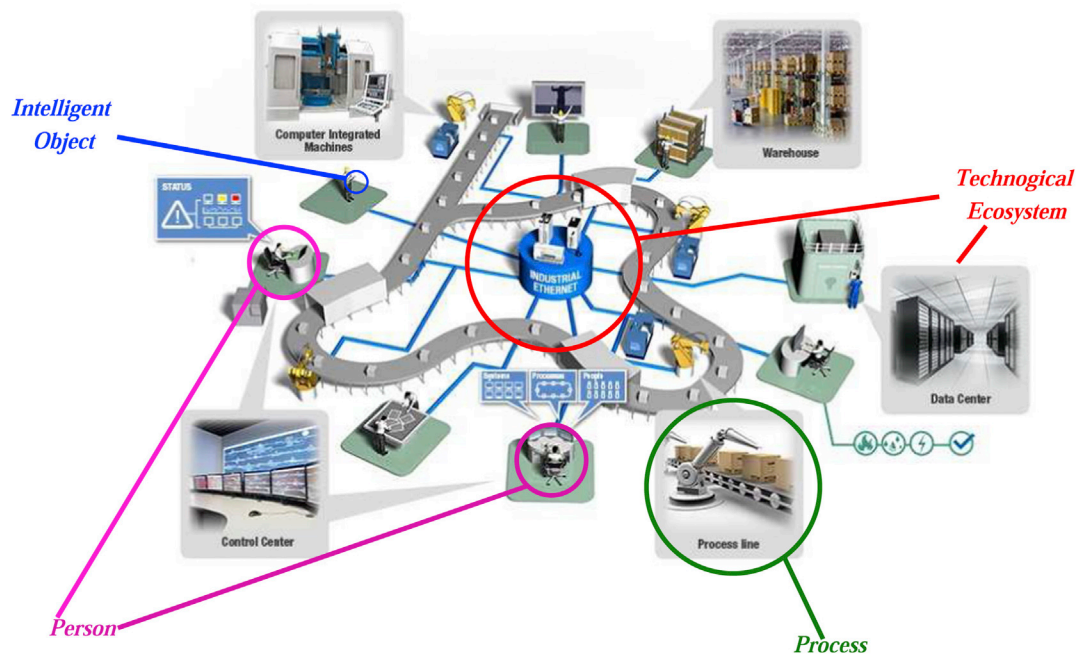 Intelligent
Object
Computer Integrated
Machines
Warehouse
Technogical
Ecosystem
STATUS
INDUSTRIAL
ETHERNET
Systems
Processes
People
Data Center
Control Center
Process line
Person
Process